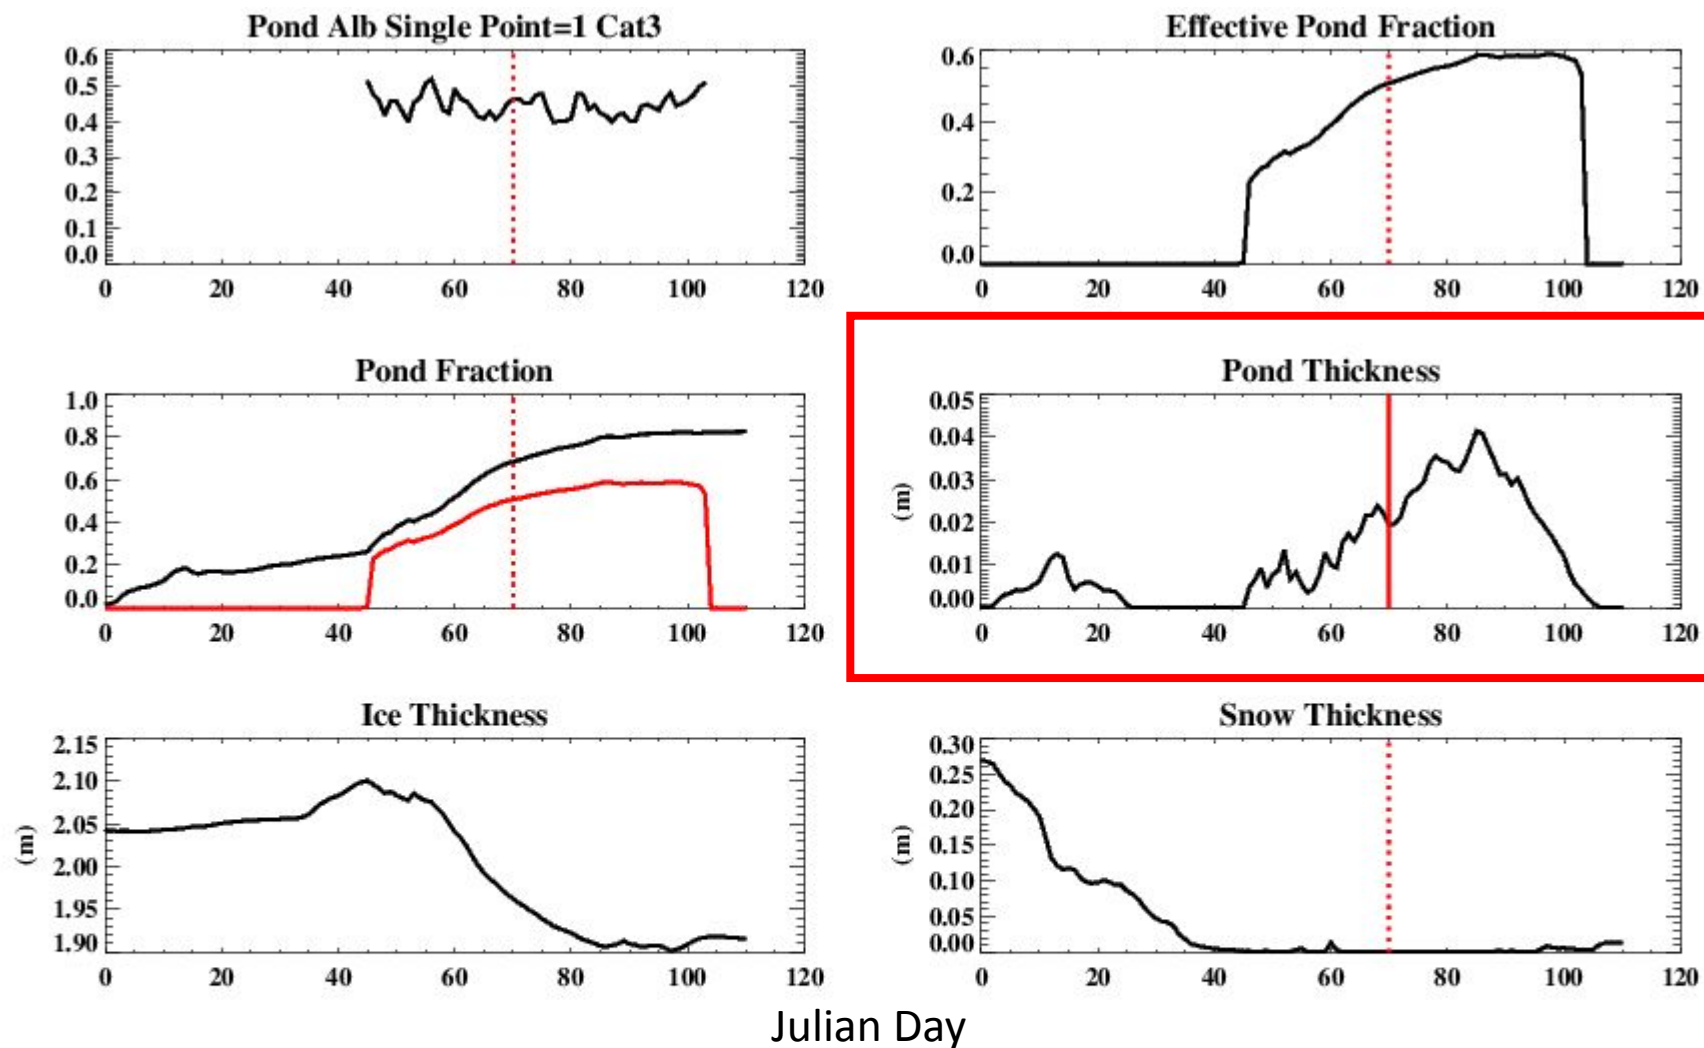 Pond Alb Single Point=1 Cat3
0.6
0.5
0.4
0.3
0.2
0.1
0.0
0 20 40 60 80 100 120
Effective Pond Fraction
0.6
0.4
0.2
0.0
0 20 40 60 80 100 120
Pond Fraction
1.0
0.8
0.6
0.4
0.2
0.0
0 20 40 60 80 100 120
Pond Thickness
(m)
0.05
0.04
0.03
0.02
0.01
0.00
0 20 40 60 80 100 120
Ice Thickness
(m)
2.15
2.10
2.05
2.00
1.95
1.90
0 20 40 60 80 100 120
Snow Thickness
(m)
0.30
0.25
0.20
0.15
0.10
0.05
0.00
0 20 40 60 80 100 120
Julian Day